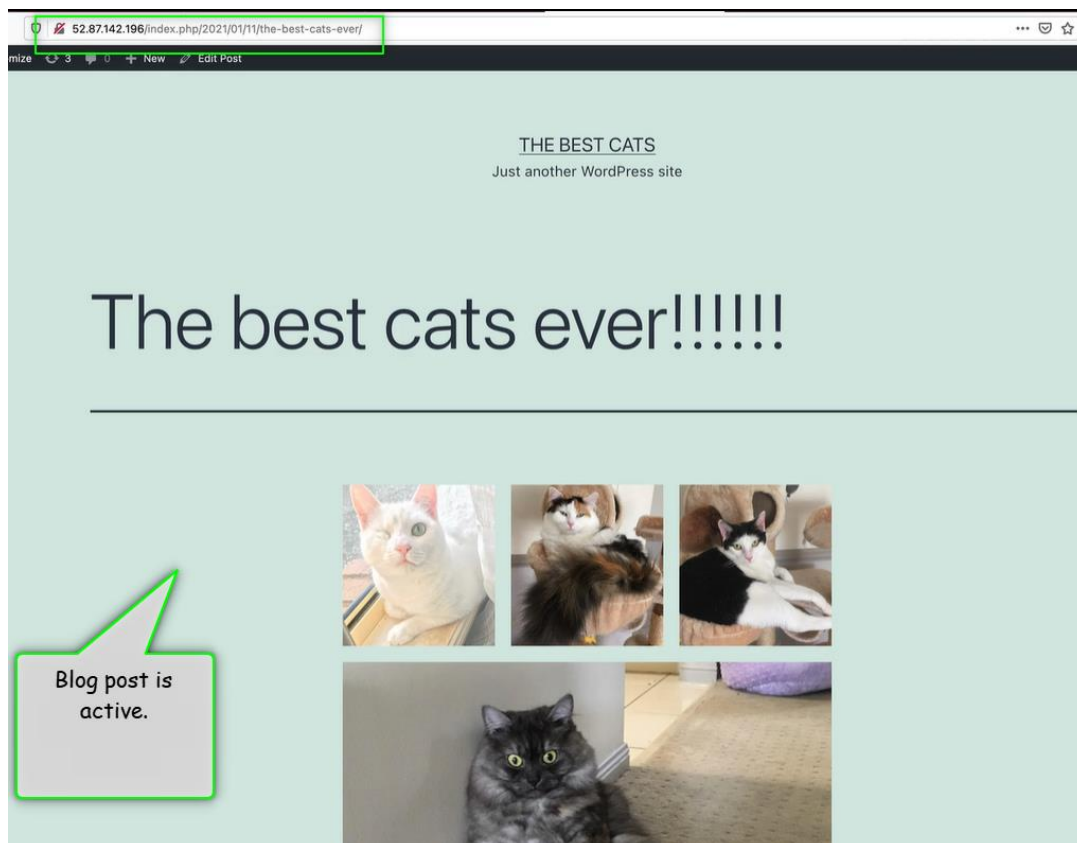 52.87.142.196/index.php/2021/01/11/the-best-cats-ever/
mize 3 0 + New Edit Post
THE BEST CATS
Just another WordPress site
The best cats ever!!!!!!
Blog post is
active.